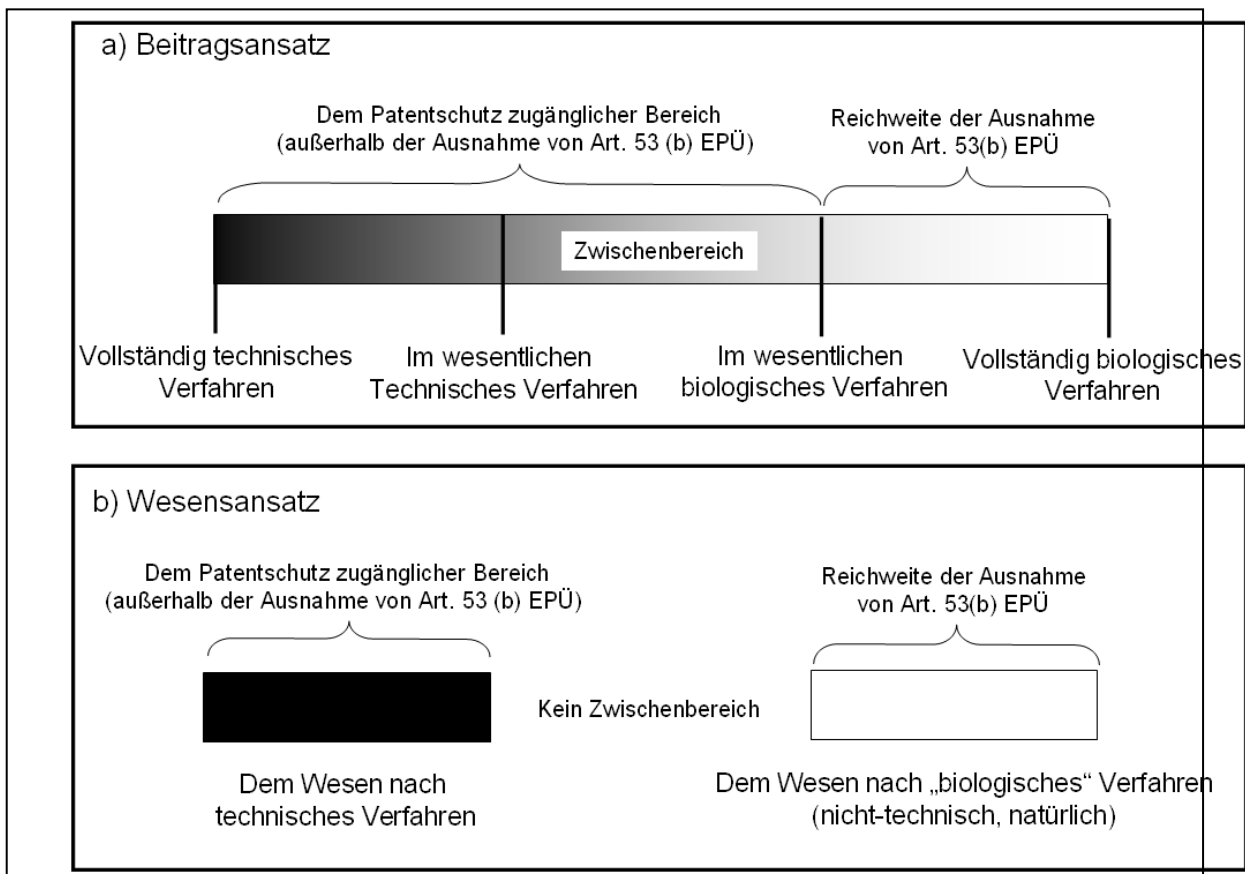 a) Beitragsansatz
Dem Patentschutz zugänglicher Bereich
(außerhalb der Ausnahme von Art. 53 (b) EPÜ)
Reichweite der Ausnahme
von Art. 53(b) EPÜ
Zwischenbereich
Vollständig technisches
Verfahren
Im wesentlichen
Technisches Verfahren
Im wesentlichen
biologisches Verfahren
Vollständig biologisches
Verfahren
b) Wesensansatz
Dem Patentschutz zugänglicher Bereich
(außerhalb der Ausnahme von Art. 53 (b) EPÜ)
Reichweite der Ausnahme
von Art. 53(b) EPÜ
Kein Zwischenbereich
Dem Wesen nach
technisches Verfahren
Dem Wesen nach „biologisches“ Verfahren
(nicht-technisch, natürlich)